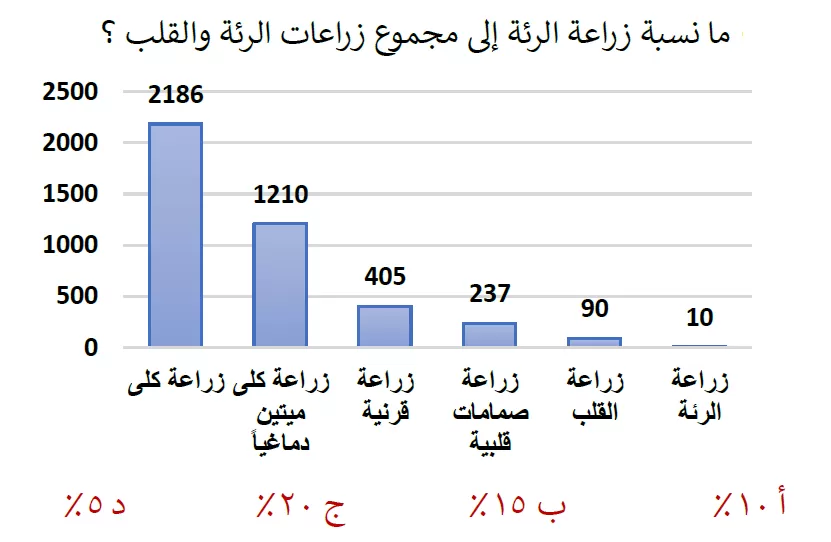 ما نسبة زراعة الرئة إلى مجموع زراعات الرئة والقلب ؟
2500
2000
1500
1000
500
0
2186
1210
405
237
90
10
زراعة كلى
زراعة كلى
ميتين
دماغياً
زراعة
قرنية
زراعة
صمامات
قلبية
زراعة
القلب
زراعة
الرئة
أ ١٠٪ ب ١٥٪ ج ٢٠٪ د ٥٪